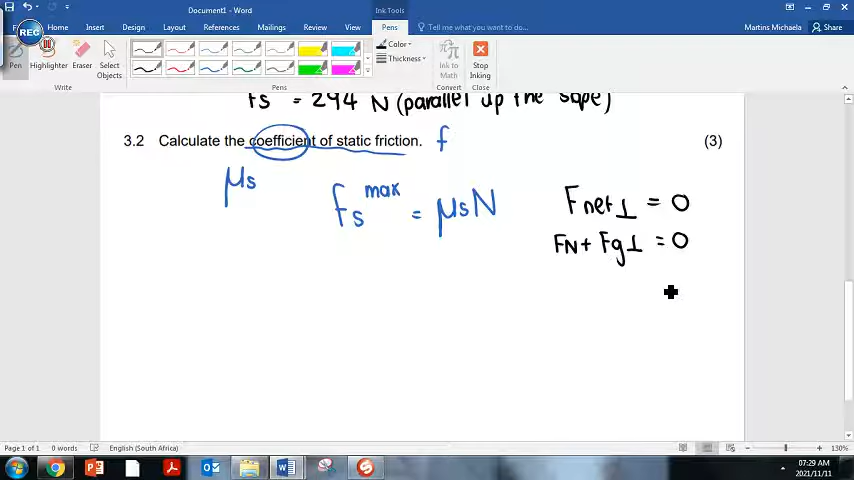 Document1 - Word
Ink Tools
Martins Michaela
REC
Home
Insert
Design
Layout
References
Mailings
Review
View
Pens
Tell me what you want to do...
Share
Pen
Highlighter
Eraser
Select
Objects
Color
Thickness
Ink to
Math
Stop
Inking
Write
Pens
Convert
Close
fs = 294 N (parallel up the slope)
3.2 Calculate the coefficient of static friction. f (3)
μs
fs max = μsN
Fnet⊥ = 0
FN + Fg⊥ = 0
Page 1 of 1
0 words
English (South Africa)
130%
07:29 AM
2021/11/11